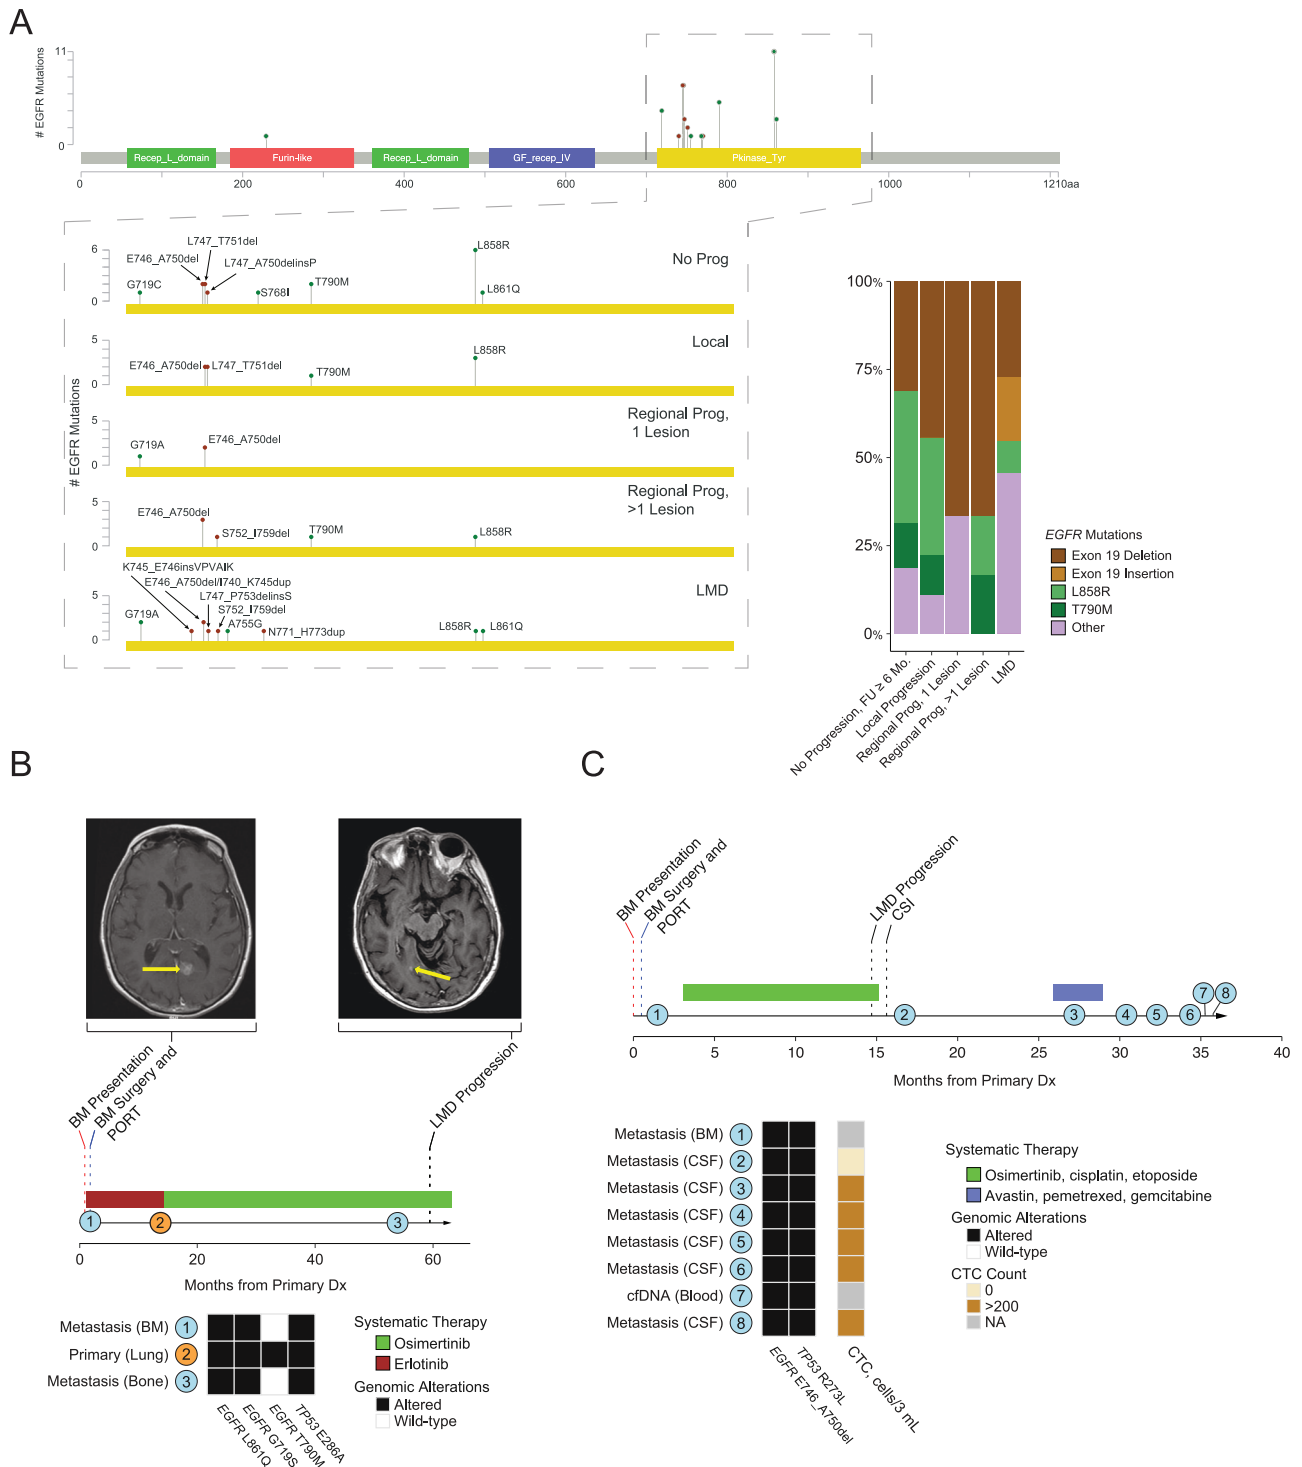 A
# EGFR Mutations
11
0
Recep_L_domain
Furin-like
Recep_L_domain
GF_recep_IV
Pkinase_Tyr
0
200
400
600
800
1000
1210aa
# EGFR Mutations
6
0
G719C
E746_A750del
L747_T751del
L747_A750delinsP
S768I
T790M
L858R
L861Q
No Prog
5
0
E746_A750del
L747_T751del
T790M
L858R
Local
5
0
G719A
E746_A750del
Regional Prog,
1 Lesion
5
0
E746_A750del
S752_I759del
T790M
L858R
Regional Prog,
>1 Lesion
5
0
K745_E746insVPVAIK
E746_A750del/I740_K745dup
L747_P753delinsS
S752_I759del
G719A
A755G
N771_H773dup
L858R
L861Q
LMD
100%
75%
50%
25%
0%
No Progression, FU ≥ 6 Mo.
Local Progression
Regional Prog, 1 Lesion
Regional Prog, >1 Lesion
LMD
EGFR Mutations
Exon 19 Deletion
Exon 19 Insertion
L858R
T790M
Other
B
BM Presentation
BM Surgery and
PORT
LMD Progression
1
2
3
0
20
40
60
Months from Primary Dx
Metastasis (BM) 1
Primary (Lung) 2
Metastasis (Bone) 3
EGFR L861Q
EGFR G719S
EGFR T790M
TP53 E286A
Systematic Therapy
Osimertinib
Erlotinib
Genomic Alterations
Altered
Wild-type
C
BM Presentation
BM Surgery and
PORT
LMD Progression
CSI
1
2
3
4
5
6
7
8
0
5
10
15
20
25
30
35
40
Months from Primary Dx
Metastasis (BM) 1
Metastasis (CSF) 2
Metastasis (CSF) 3
Metastasis (CSF) 4
Metastasis (CSF) 5
Metastasis (CSF) 6
cfDNA (Blood) 7
Metastasis (CSF) 8
EGFR E746_A750del
TP53 R273L
CTC, cells/3 mL
Systematic Therapy
Osimertinib, cisplatin, etoposide
Avastin, pemetrexed, gemcitabine
Genomic Alterations
Altered
Wild-type
CTC Count
0
>200
NA